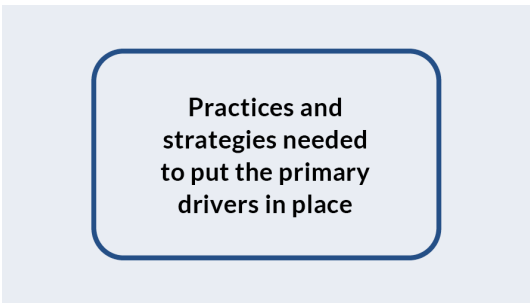 Practices and
strategies needed
to put the primary
drivers in place